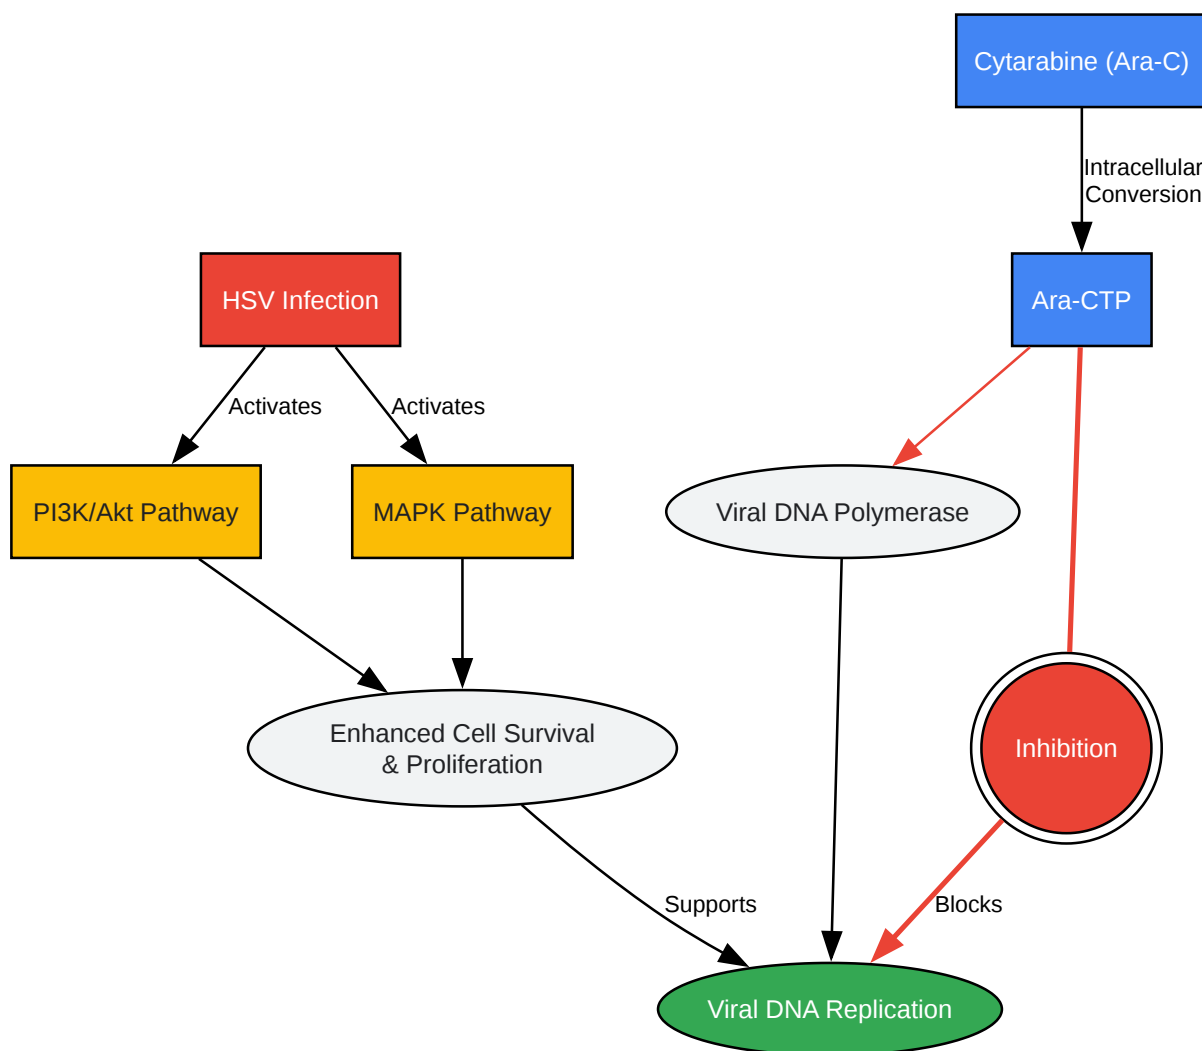 Cytarabine (Ara-C)
Intracellular
Conversion
HSV Infection
Ara-CTP
Activates
Activates
PI3K/Akt Pathway
MAPK Pathway
Viral DNA Polymerase
Enhanced Cell Survival
& Proliferation
Inhibition
Supports
Blocks
Viral DNA Replication